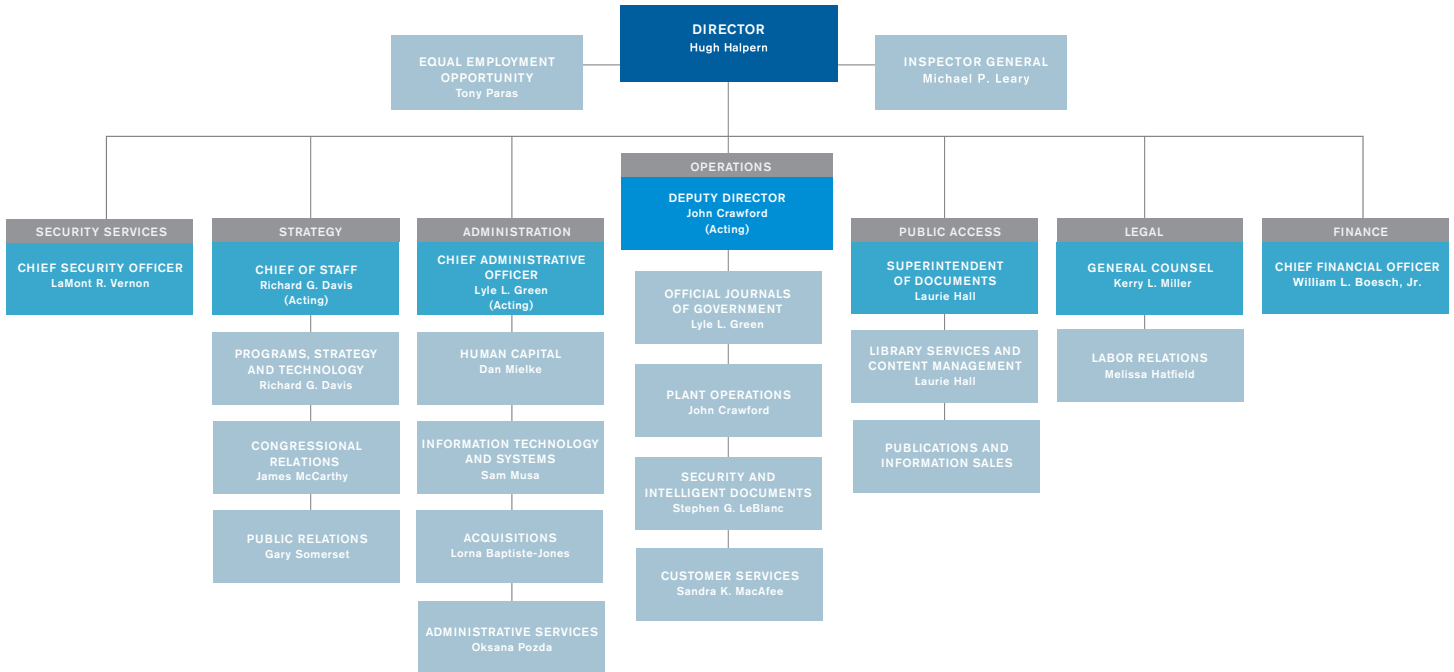 DIRECTOR
Hugh Halpern
EQUAL EMPLOYMENT
OPPORTUNITY
Tony Paras
INSPECTOR GENERAL
Michael P. Leary
SECURITY SERVICES
CHIEF SECURITY OFFICER
LaMont R. Vernon
STRATEGY
CHIEF OF STAFF
Richard G. Davis
(Acting)
PROGRAMS, STRATEGY
AND TECHNOLOGY
Richard G. Davis
CONGRESSIONAL
RELATIONS
James McCarthy
PUBLIC RELATIONS
Gary Somerset
ADMINISTRATION
CHIEF ADMINISTRATIVE
OFFICER
Lyle L. Green
(Acting)
HUMAN CAPITAL
Dan Mielke
INFORMATION TECHNOLOGY
AND SYSTEMS
Sam Musa
ACQUISITIONS
Lorna Baptiste-Jones
ADMINISTRATIVE SERVICES
Oksana Pozda
OPERATIONS
DEPUTY DIRECTOR
John Crawford
(Acting)
OFFICIAL JOURNALS
OF GOVERNMENT
Lyle L. Green
PLANT OPERATIONS
John Crawford
SECURITY AND
INTELLIGENT DOCUMENTS
Stephen G. LeBlanc
CUSTOMER SERVICES
Sandra K. MacAfee
PUBLIC ACCESS
SUPERINTENDENT
OF DOCUMENTS
Laurie Hall
LIBRARY SERVICES AND
CONTENT MANAGEMENT
Laurie Hall
PUBLICATIONS AND
INFORMATION SALES
LEGAL
GENERAL COUNSEL
Kerry L. Miller
LABOR RELATIONS
Melissa Hatfield
FINANCE
CHIEF FINANCIAL OFFICER
William L. Boesch, Jr.